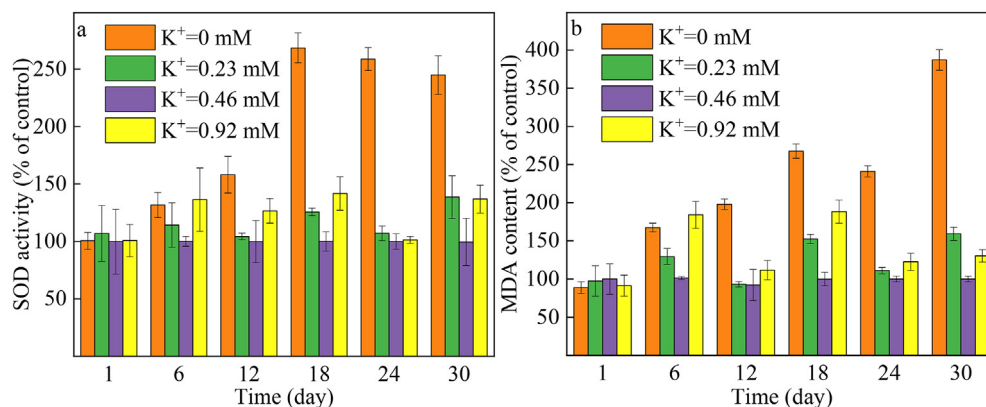 a
K+=0 mM
K+=0.23 mM
K+=0.46 mM
K+=0.92 mM
SOD activity (% of control)
250
200
150
100
50
1 6 12 18 24 30
Time (day)
b
K+=0 mM
K+=0.23 mM
K+=0.46 mM
K+=0.92 mM
MDA content (% of control)
400
350
300
250
200
150
100
50
1 6 12 18 24 30
Time (day)